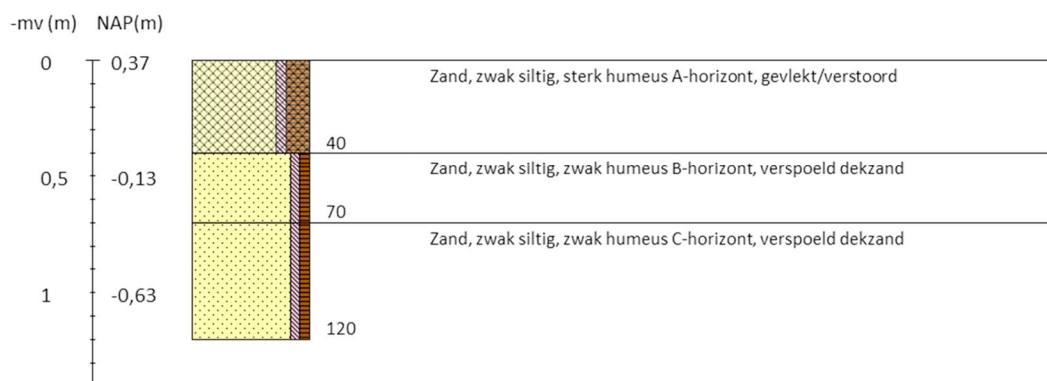 -mv (m) NAP(m)
0 0,37
Zand, zwak siltig, sterk humeus A-horizont, gevlekt/verstoord
40
Zand, zwak siltig, zwak humeus B-horizont, verspoeld dekzand
0,5 -0,13
70
Zand, zwak siltig, zwak humeus C-horizont, verspoeld dekzand
1 -0,63
120